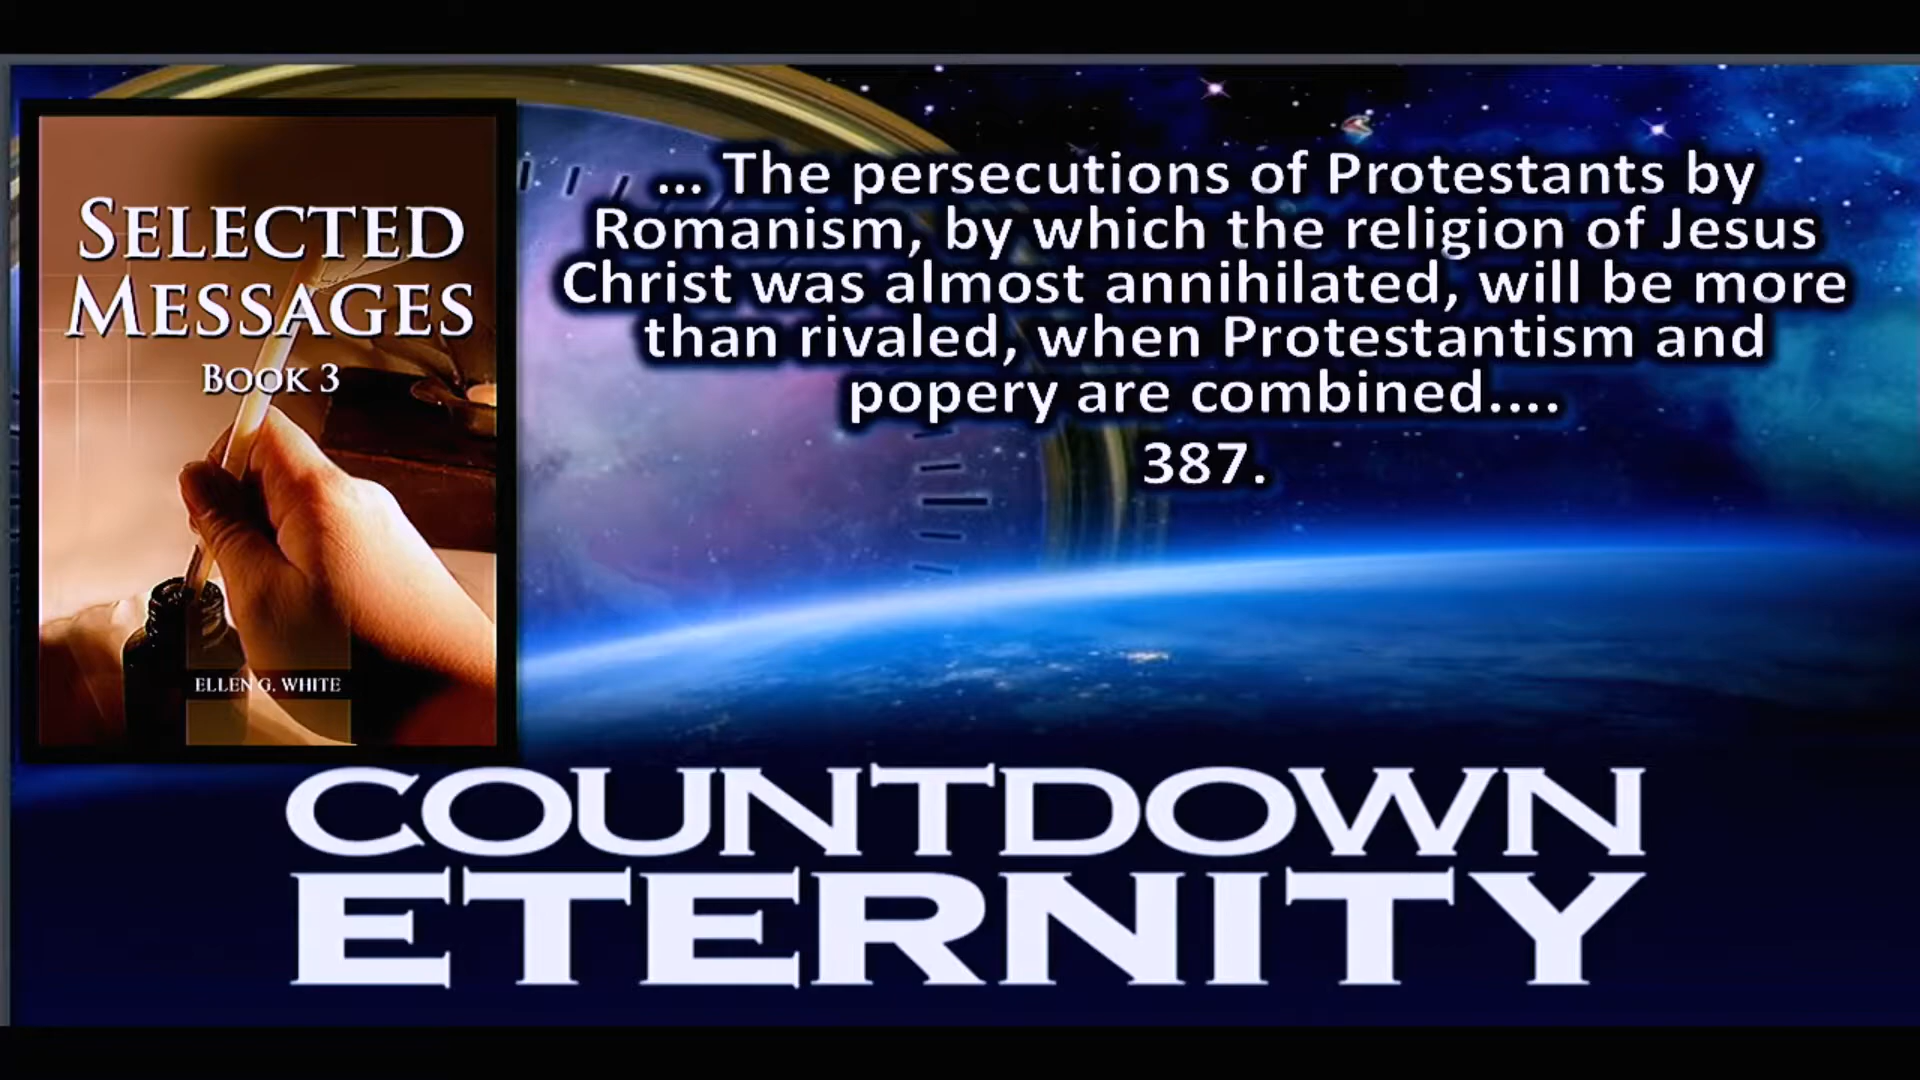 SELECTED
MESSAGES
BOOK 3
ELLEN G. WHITE
... The persecutions of Protestants by
Romanism, by which the religion of Jesus
Christ was almost annihilated, will be more
than rivaled, when Protestantism and
popery are combined....
387.
COUNTDOWN
ETERNITY